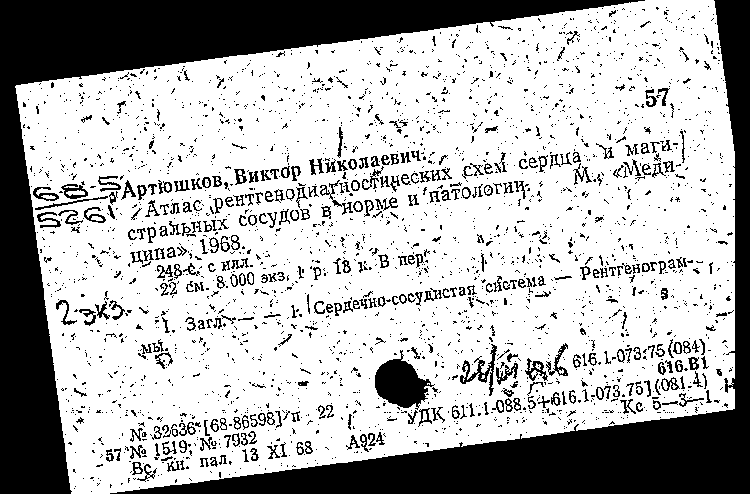 57
Артюшков, Виктор Николаевич.
Атлас рентгенодиагностических схем сердца и маги-
стральных сосудов в норме и патологии. М., «Меди-
цина», 1968.
248 с. с илл.
22 см. 8.000 экз. 1 р. 18 к. В пер.
2 экз.
1. Загл. — — 1. Сердечно-сосудистая система — Рентгенограм-
мы.
616.1-073.75(084)
616.В1
№ 32636 [68-86598] п 22
УДК 611.1-088.5+616.1-073.75](081.4)
57 № 1519; № 7932
Кс 5—3—1
Вс. кн. пал. 13 XI 68 А924